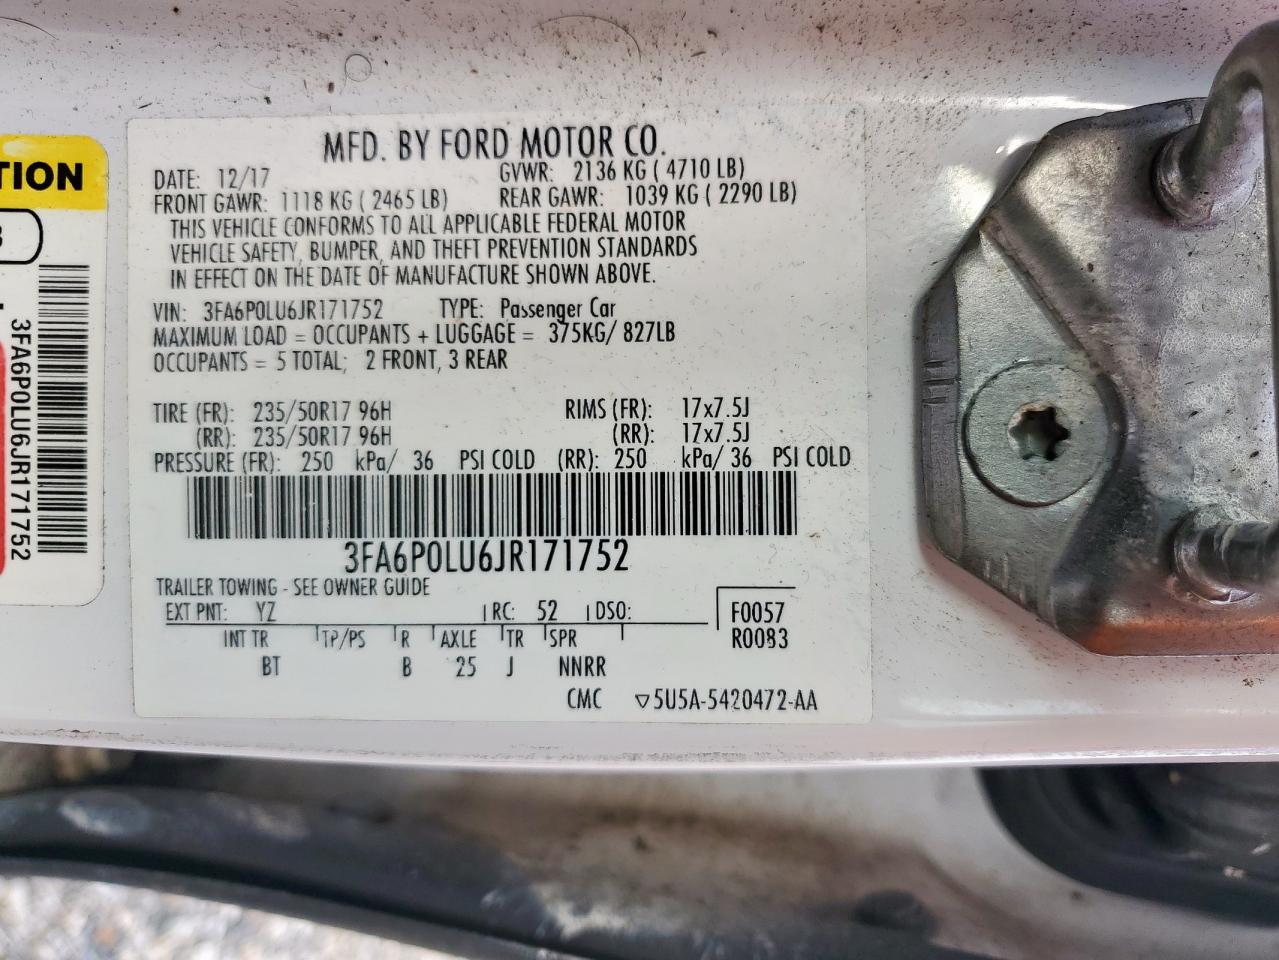 TION
3
3FA6P0LU6JR171752
MFD. BY FORD MOTOR CO.
DATE: 12/17 GVWR: 2136 KG ( 4710 LB)
FRONT GAWR: 1118 KG ( 2465 LB) REAR GAWR: 1039 KG ( 2290 LB)
THIS VEHICLE CONFORMS TO ALL APPLICABLE FEDERAL MOTOR
VEHICLE SAFETY, BUMPER, AND THEFT PREVENTION STANDARDS
IN EFFECT ON THE DATE OF MANUFACTURE SHOWN ABOVE.
VIN: 3FA6P0LU6JR171752 TYPE: Passenger Car
MAXIMUM LOAD = OCCUPANTS + LUGGAGE = 375KG/ 827LB
OCCUPANTS = 5 TOTAL; 2 FRONT, 3 REAR
TIRE (FR): 235/50R17 96H RIMS (FR): 17x7.5J
(RR): 235/50R17 96H (RR): 17x7.5J
PRESSURE (FR): 250 kPa/ 36 PSI COLD (RR): 250 kPa/ 36 PSI COLD
3FA6P0LU6JR171752
TRAILER TOWING - SEE OWNER GUIDE
EXT PNT: YZ RC: 52 DSO: F0057
R0083
INT TR TP/PS R AXLE TR SPR
BT B 25 J NNRR
CMC ▽5U5A-5420472-AA